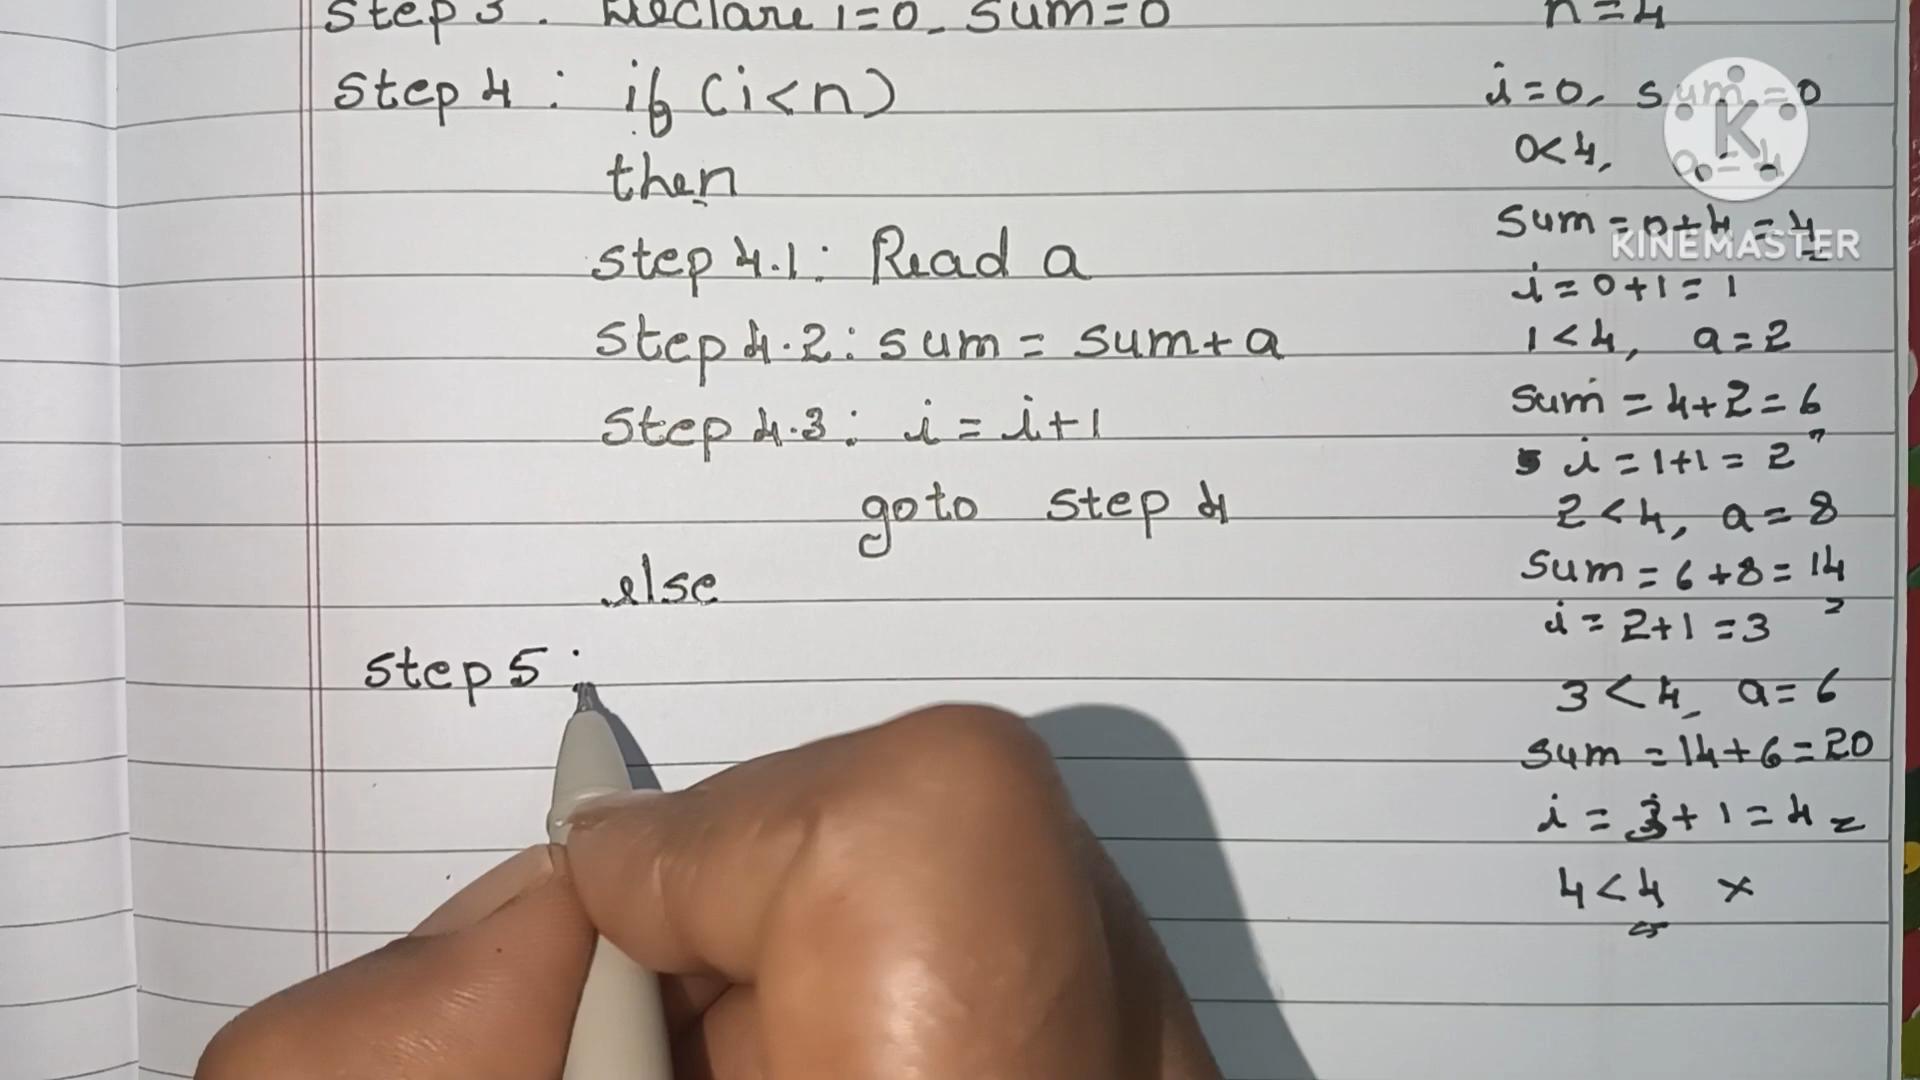 Step 3 : Declare i=0, sum=0
Step 4 : if (i<n)
then
step 4.1: Read a
step 4.2: sum = sum+a
step 4.3: i = i+1
goto step 4
else
step 5 :
n=4
i=0, sum=0
0<4, a=4
sum = 0+4 = 4
KINEMASTER
i = 0+1 = 1
1<4, a=2
sum = 4+2=6
i = 1+1 = 2
2<4, a=8
sum = 6+8=14
i = 2+1=3
3<4, a=6
sum = 14+6=20
i = 3+1=4
4<4 ×